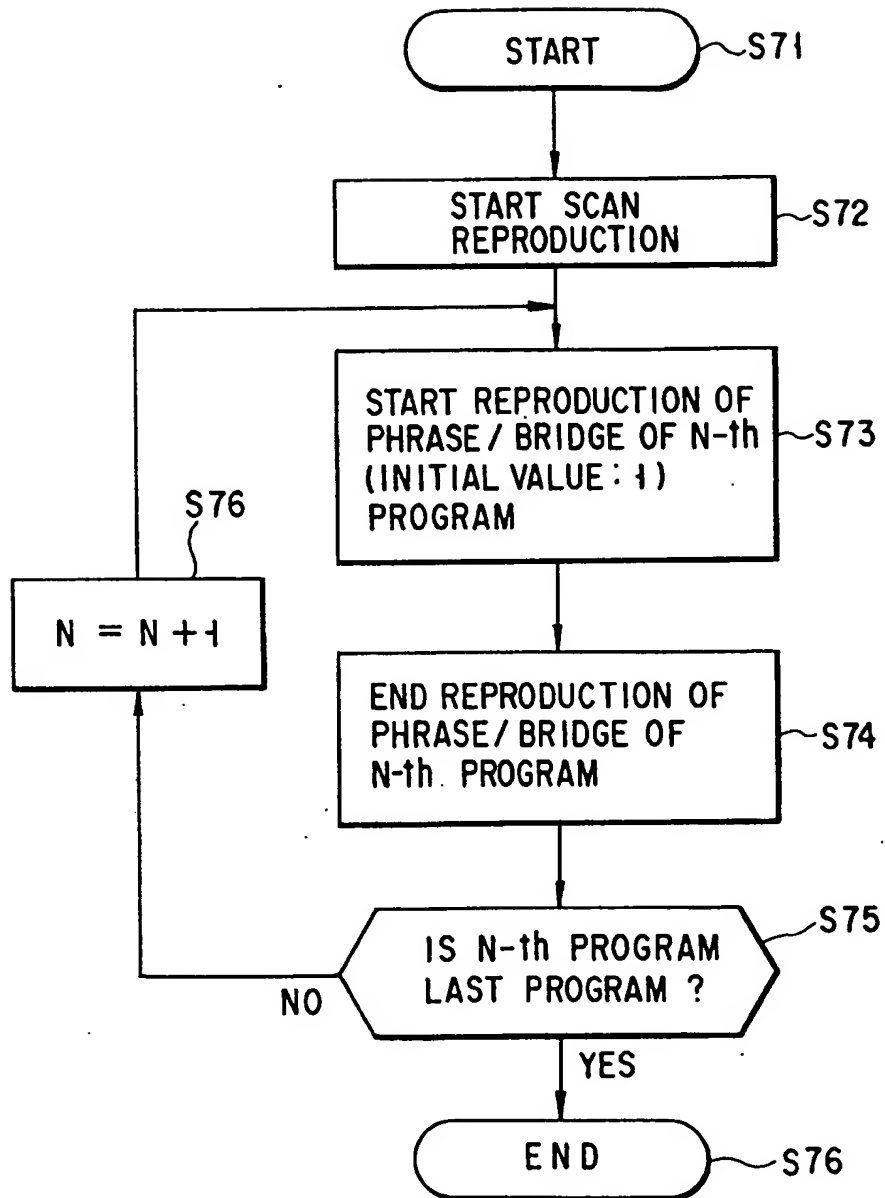 START
S71
START SCAN
REPRODUCTION
S72
START REPRODUCTION OF
PHRASE / BRIDGE OF N-th
(INITIAL VALUE : 1)
PROGRAM
S73
S76
N = N + 1
END REPRODUCTION OF
PHRASE / BRIDGE OF
N-th PROGRAM
S74
IS N-th PROGRAM
LAST PROGRAM ?
S75
NO
YES
END
S76